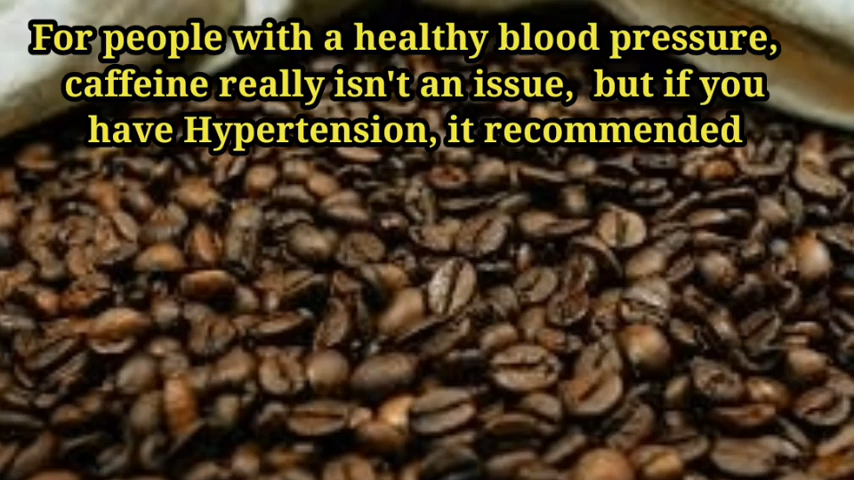 For people with a healthy blood pressure,
caffeine really isn't an issue,  but if you
have Hypertension, it recommended